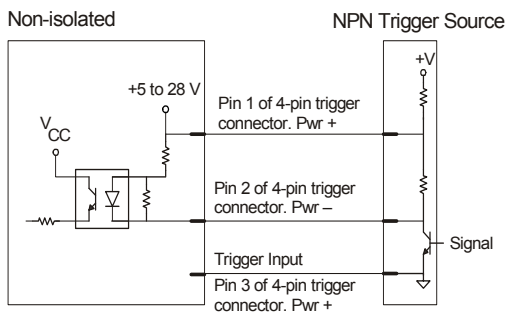 Non-isolated
NPN Trigger Source
+V
+5 to 28 V
Pin 1 of 4-pin trigger
connector. Pwr +
VCC
Pin 2 of 4-pin trigger
connector. Pwr –
Signal
Trigger Input
Pin 3 of 4-pin trigger
connector. Pwr +